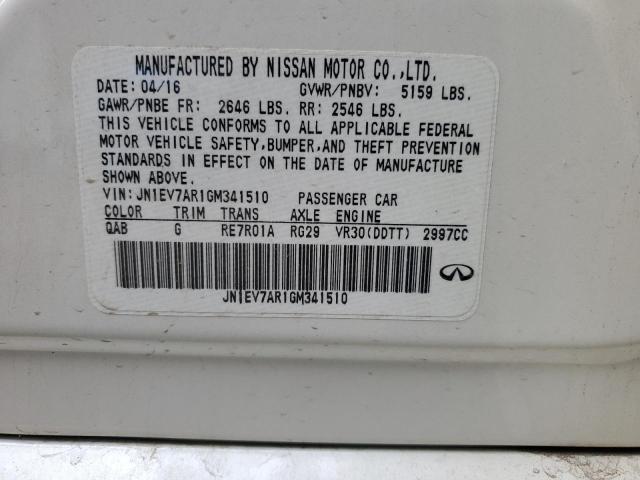 MANUFACTURED BY NISSAN MOTOR CO.,LTD.
DATE: 04/16 GVWR/PNBV: 5159 LBS.
GAWR/PNBE FR: 2646 LBS. RR: 2546 LBS.
THIS VEHICLE CONFORMS TO ALL APPLICABLE FEDERAL
MOTOR VEHICLE SAFETY, BUMPER, AND THEFT PREVENTION
STANDARDS IN EFFECT ON THE DATE OF MANUFACTURE
SHOWN ABOVE.
VIN: JN1EV7AR1GM341510 PASSENGER CAR
COLOR TRIM TRANS AXLE ENGINE
QAB G RE7R01A RG29 VR30(DDTT) 2997CC
JN1EV7AR1GM341510